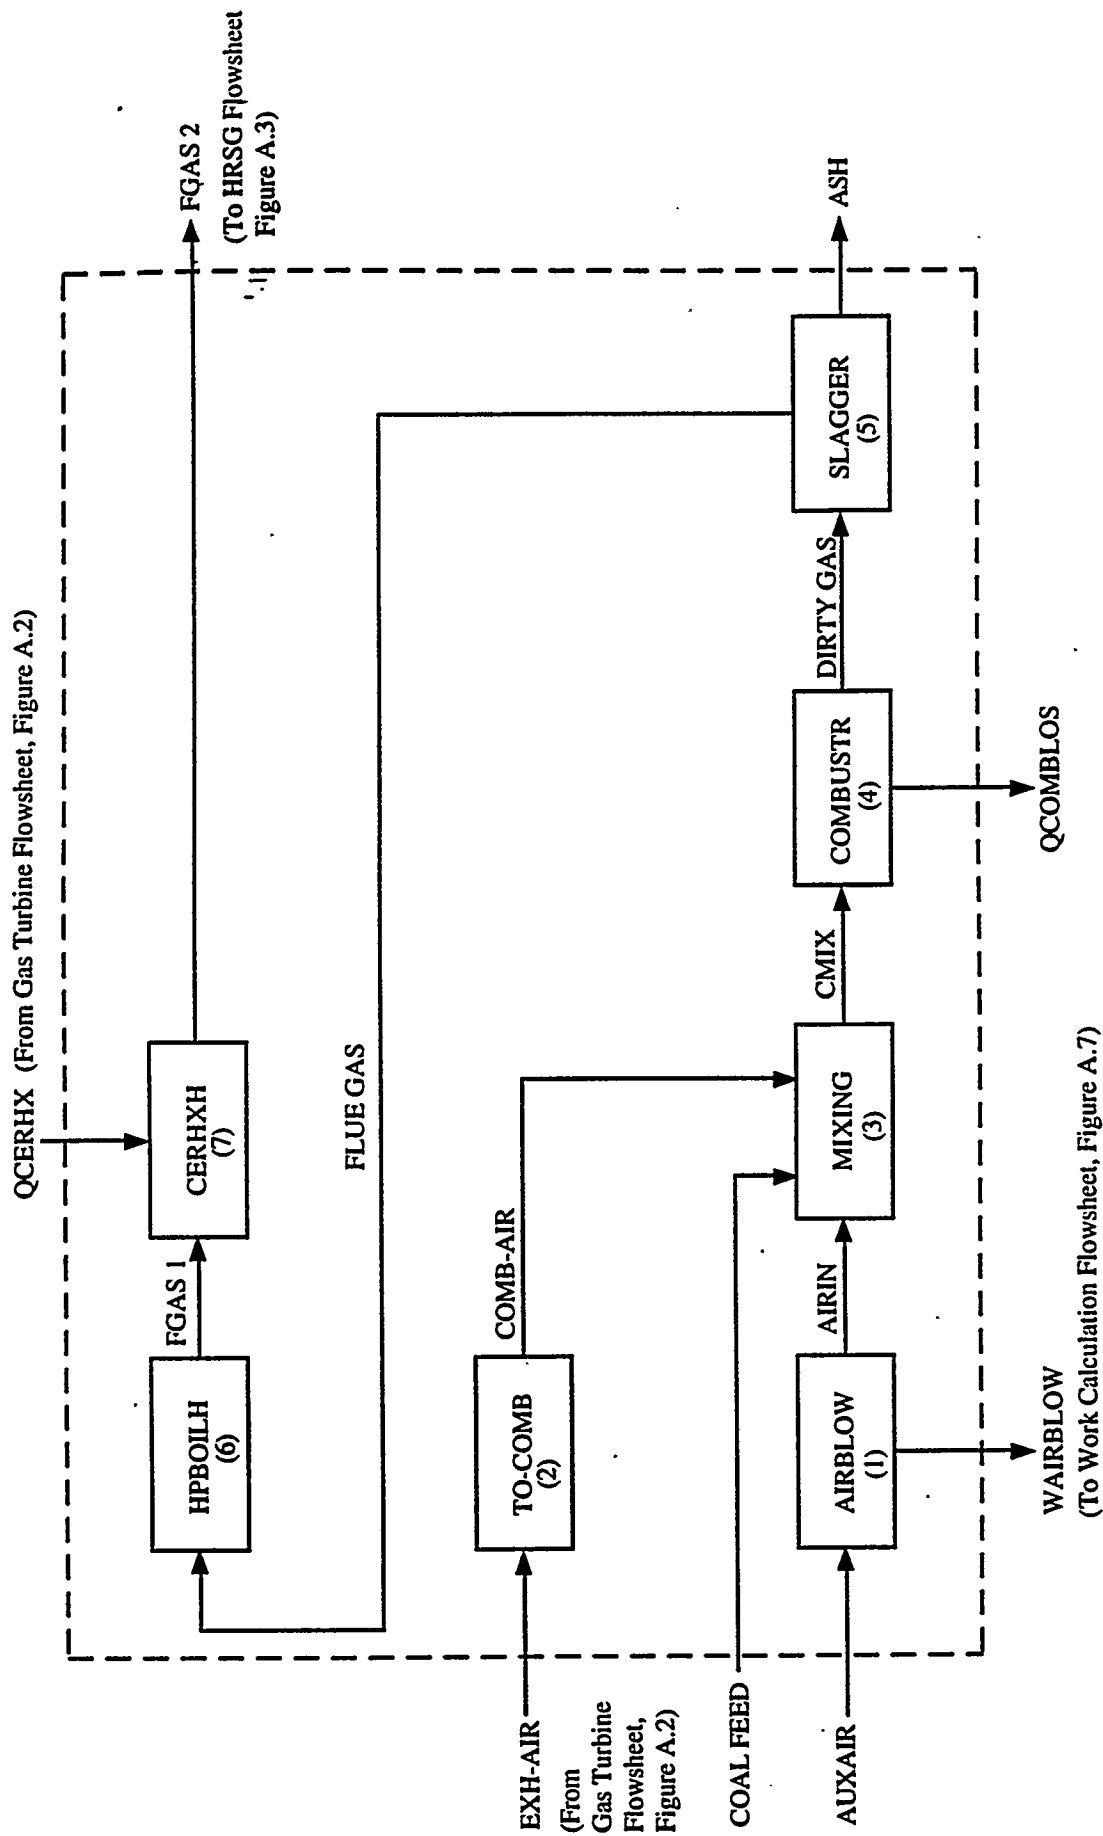 QCERHX (From Gas Turbine Flowsheet, Figure A.2)
HPBOILH
(6)
FGAS 1
CERHXH
(7)
FGAS 2
(To HRSG Flowsheet
Figure A.3)
FLUE GAS
EXH-AIR
(From
Gas Turbine
Flowsheet,
Figure A.2)
TO-COMB
(2)
COMB-AIR
COAL FEED
AUXAIR
AIRBLOW
(1)
AIRIN
MIXING
(3)
CMIX
COMBUSTR
(4)
DIRTY GAS
SLAGGER
(5)
ASH
WAIRBLOW
(To Work Calculation Flowsheet, Figure A.7)
QCOMBLOS